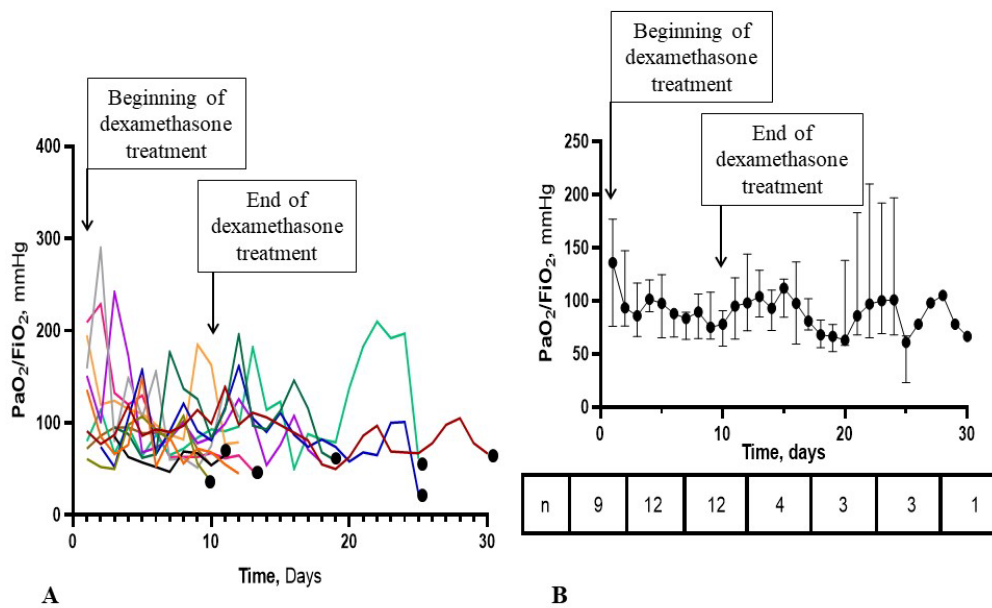 Beginning of
dexamethasone
treatment
End of
dexamethasone
treatment
400
300
200
100
0
PaO2/FiO2, mmHg
0 10 20 30
Time, Days
A
Beginning of
dexamethasone
treatment
End of
dexamethasone
treatment
250
200
150
100
50
0
PaO2/FiO2, mmHg
0 10 20 30
Time, days
n 9 12 12 4 3 3 1
B